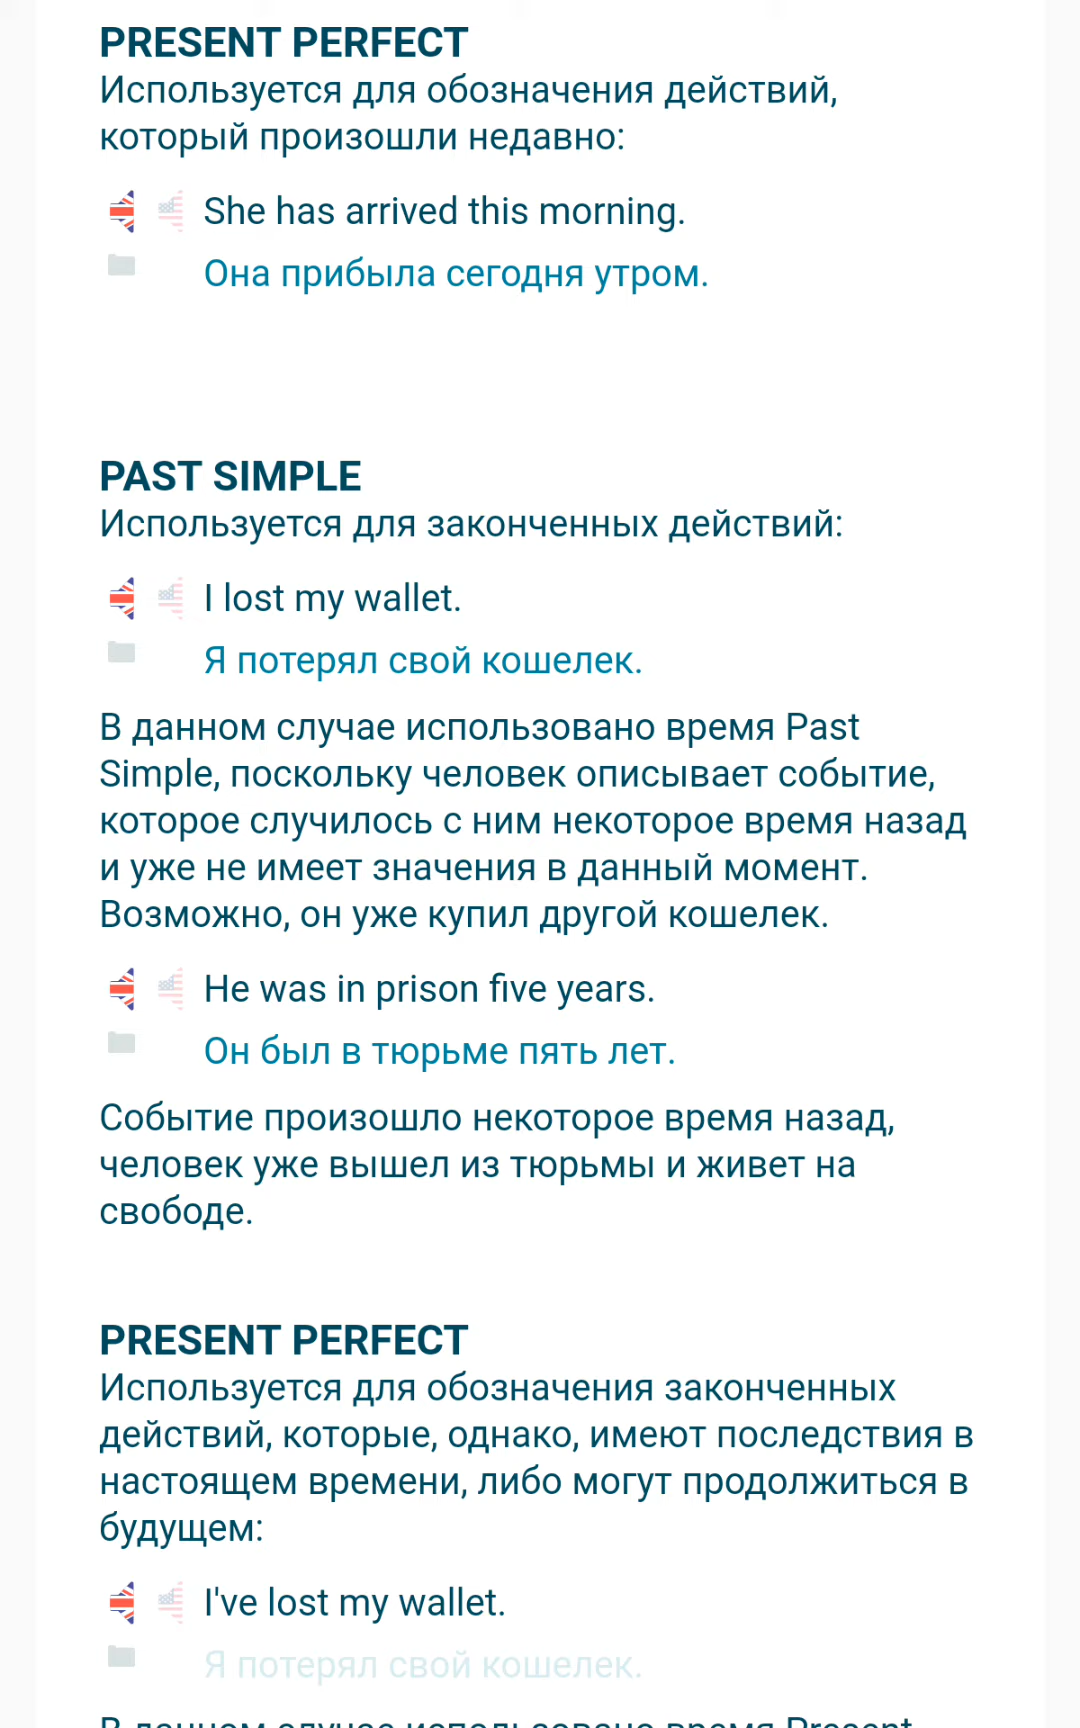 PRESENT PERFECT
Используется для обозначения действий,
который произошли недавно:
She has arrived this morning.
Она прибыла сегодня утром.
PAST SIMPLE
Используется для законченных действий:
I lost my wallet.
Я потерял свой кошелек.
В данном случае использовано время Past
Simple, поскольку человек описывает событие,
которое случилось с ним некоторое время назад
и уже не имеет значения в данный момент.
Возможно, он уже купил другой кошелек.
He was in prison five years.
Он был в тюрьме пять лет.
Событие произошло некоторое время назад,
человек уже вышел из тюрьмы и живет на
свободе.
PRESENT PERFECT
Используется для обозначения законченных
действий, которые, однако, имеют последствия в
настоящем времени, либо могут продолжиться в
будущем:
I've lost my wallet.
Я потерял свой кошелек.
В данном случае использовано время Present